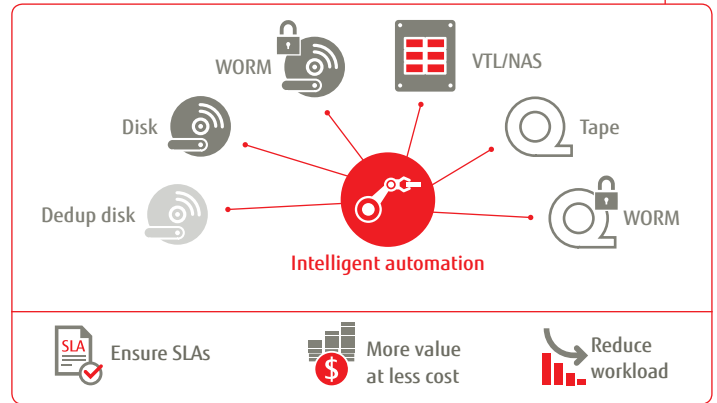 WORM
VTL/NAS
Disk
Tape
Dedup disk
WORM
Intelligent automation
SLA
Ensure SLAs
$
More value
at less cost
Reduce
workload